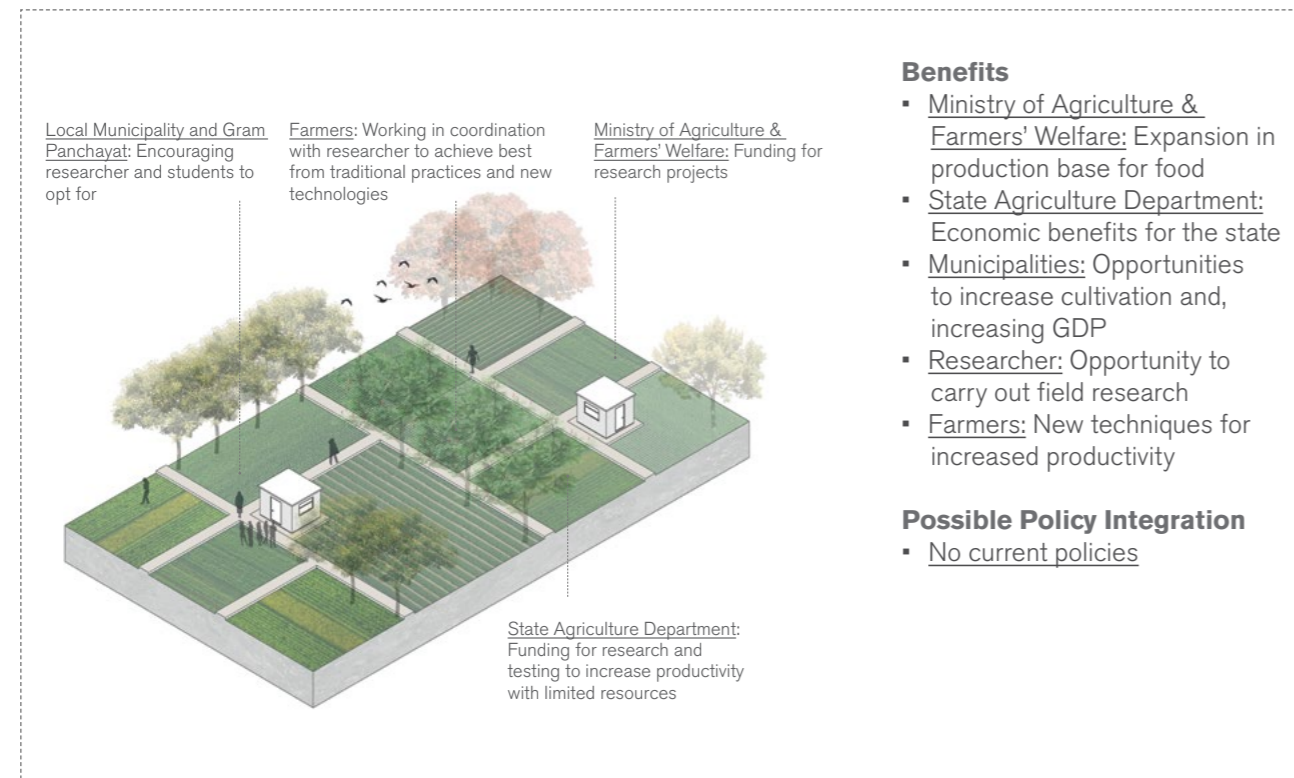 Local Municipality and Gram
Panchayat: Encouraging
researcher and students to
opt for
Farmers: Working in coordination
with researcher to achieve best
from traditional practices and new
technologies
Ministry of Agriculture &
Farmers' Welfare: Funding for
research projects
State Agriculture Department:
Funding for research and
testing to increase productivity
with limited resources
Benefits
▪ Ministry of Agriculture &
Farmers' Welfare: Expansion in
production base for food
▪ State Agriculture Department:
Economic benefits for the state
▪ Municipalities: Opportunities
to increase cultivation and,
increasing GDP
▪ Researcher: Opportunity to
carry out field research
▪ Farmers: New techniques for
increased productivity
Possible Policy Integration
▪ No current policies